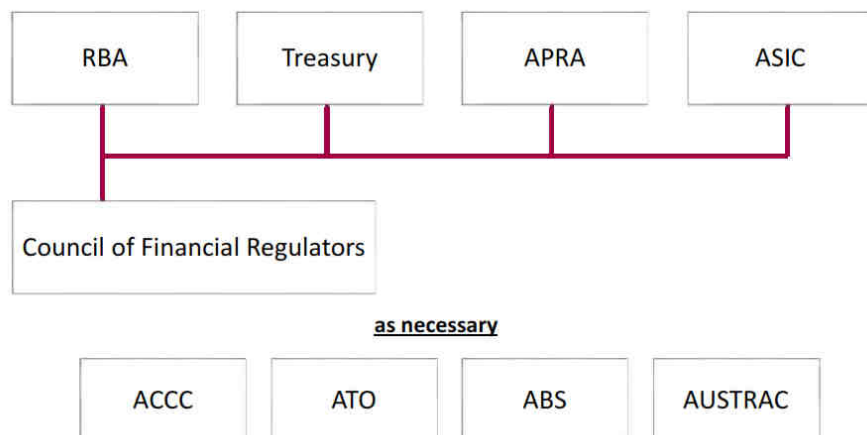 RBA
Treasury
APRA
ASIC
Council of Financial Regulators
as necessary
ACCC
ATO
ABS
AUSTRAC